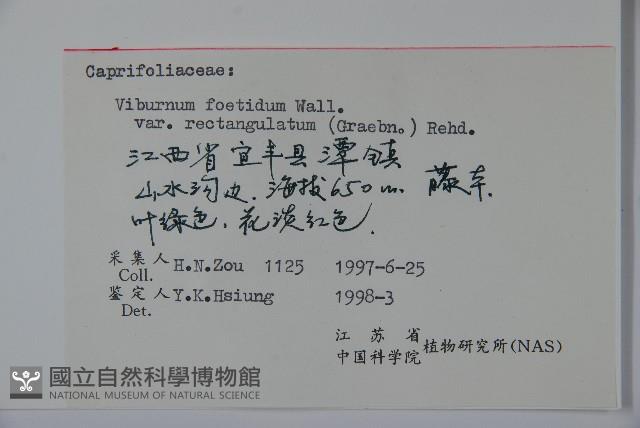 Caprifoliaceae:
Viburnum foetidum Wall.
var. rectangulatum (Graebn.) Rehd.
江西省宜丰县潭镇
山水沟边. 海拔650m. 藤本.
叶绿色, 花淡红色.
采集人 H.N.Zou 1125 1997-6-25
Coll.
鉴定人 Y.K.Hsiung 1998-3
Det.
江苏省
中国科学院 植物研究所(NAS)
國立自然科學博物館
NATIONAL MUSEUM OF NATURAL SCIENCE